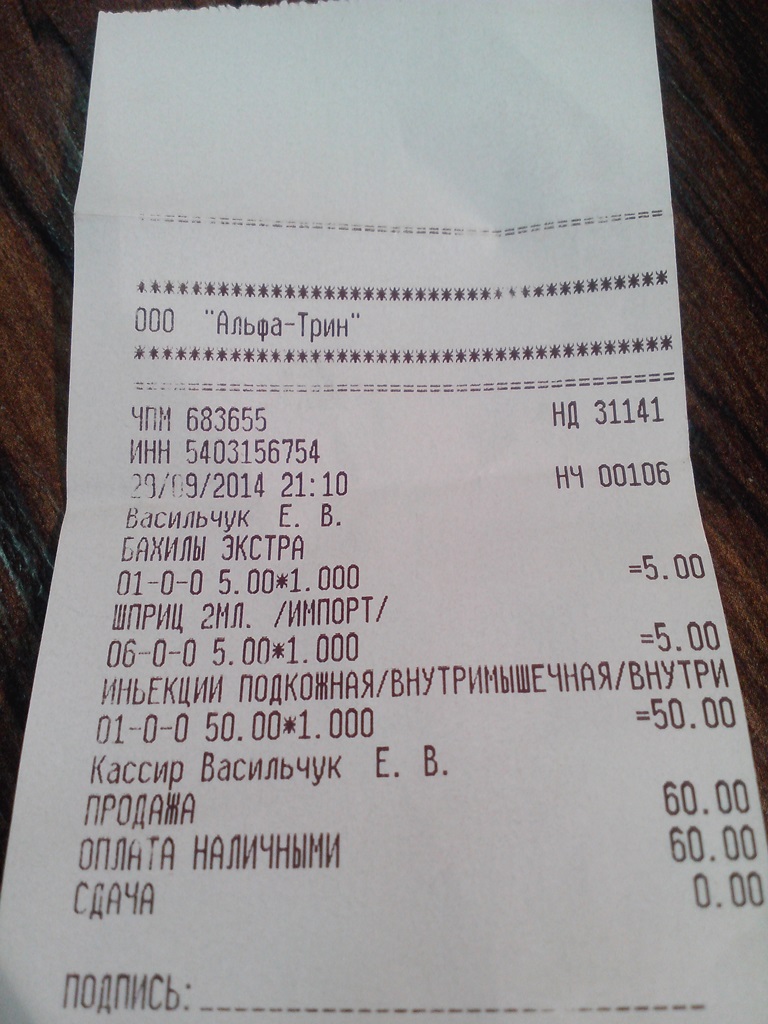 ==========================================
******************************************
ООО "Альфа-Трин"
******************************************
==========================================
ЧПМ 683655 НД 31141
ИНН 5403156754
29/09/2014 21:10 НЧ 00106
Васильчук Е. В.
БАХИЛЫ ЭКСТРА
01-0-0 5.00*1.000 =5.00
ШПРИЦ 2МЛ. /ИМПОРТ/
06-0-0 5.00*1.000 =5.00
ИНЬЕКЦИИ ПОДКОЖНАЯ/ВНУТРИМЫШЕЧНАЯ/ВНУТРИ
01-0-0 50.00*1.000 =50.00
Кассир Васильчук Е. В.
ПРОДАЖА 60.00
ОПЛАТА НАЛИЧНЫМИ 60.00
СДАЧА 0.00
ПОДПИСЬ:______________________________